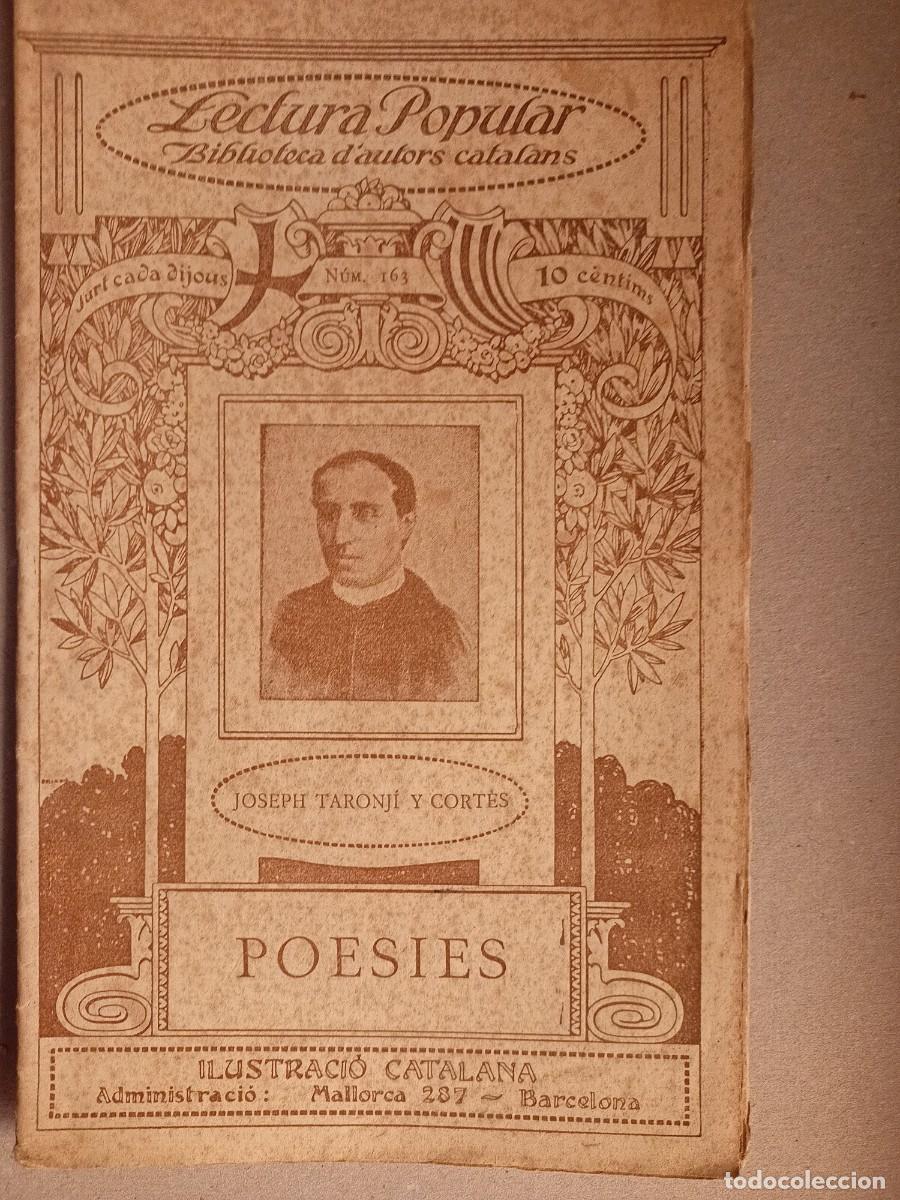 Lectura Popular
Biblioteca d'autors catalans
Surt cada dijous
NÚM. 163
10 cèntims
JOSEPH TARONJÍ Y CORTÈS
POESIES
ILUSTRACIÓ CATALANA
Administració: Mallorca 287 ~ Barcelona
todocoleccion